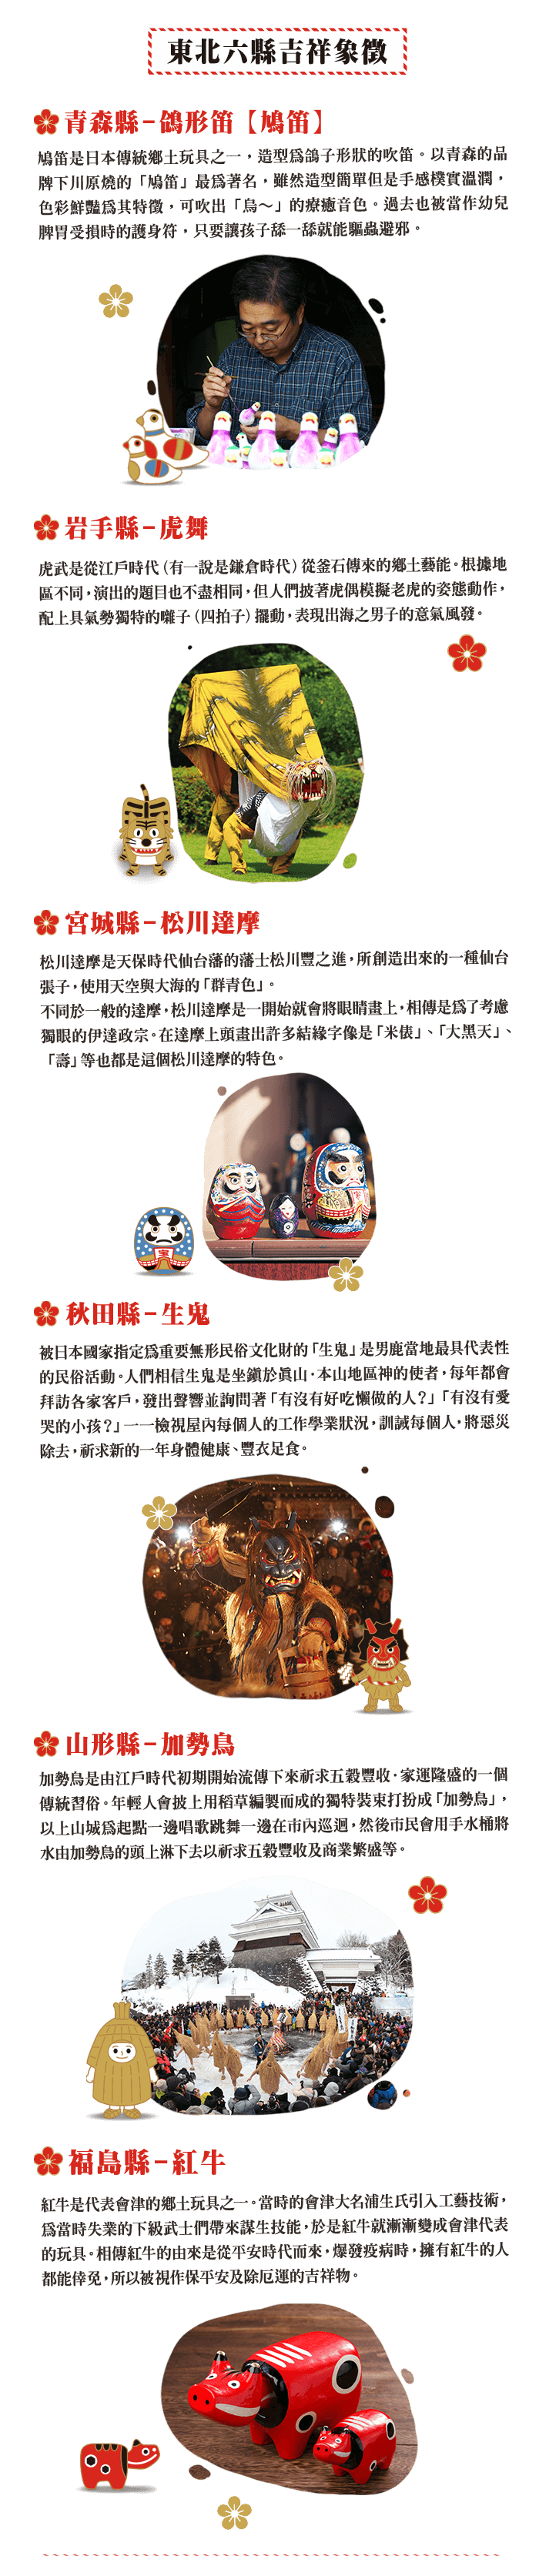 東北六縣吉祥象徵
青森縣-鴿形笛【鳩笛】
鳩笛是日本傳統鄉土玩具之一，造型為鴿子形狀的吹笛。以青森的品
牌下川原燒的「鳩笛」最為著名，雖然造型簡單但是手感樸實溫潤，
色彩鮮豔為其特徵，可吹出「烏～」的療癒音色。過去也被當作幼兒
脾胃受損時的護身符，只要讓孩子舔一舔就能驅蟲避邪。
岩手縣-虎舞
虎武是從江戶時代（有一說是鎌倉時代）從釜石傳來的鄉土藝能。根據地
區不同，演出的題目也不盡相同，但人們披著虎偶模擬老虎的姿態動作，
配上具氣勢獨特的囃子（四拍子）擺動，表現出海之男子的意氣風發。
宮城縣-松川達摩
松川達摩是天保時代仙台藩的藩士松川豐之進，所創造出來的一種仙台
張子，使用天空與大海的「群青色」。
不同於一般的達摩，松川達摩是一開始就會將眼睛畫上，相傳是為了考慮
獨眼的伊達政宗。在達摩上頭畫出許多結緣字像是「米俵」、「大黑天」、
「壽」等也都是這個松川達摩的特色。
家
秋田縣-生鬼
被日本國家指定為重要無形民俗文化財的「生鬼」是男鹿當地最具代表性
的民俗活動。人們相信生鬼是坐鎮於真山·本山地區神的使者，每年都會
拜訪各家客戶，發出聲響並詢問著「有沒有好吃懶做的人？」「有沒有愛
哭的小孩？」一一檢視屋內每個人的工作學業狀況，訓誡每個人，將惡災
除去，祈求新的一年身體健康、豐衣足食。
山形縣-加勢鳥
加勢鳥是由江戶時代初期開始流傳下來祈求五穀豐收·家運隆盛的一個
傳統習俗。年輕人會披上用稻草編製而成的獨特裝束打扮成「加勢鳥」，
以上山城為起點一邊唱歌跳舞一邊在市內巡迴，然後市民會用手水桶將
水由加勢鳥的頭上淋下去以祈求五穀豐收及商業繁盛等。
福島縣-紅牛
紅牛是代表會津的鄉土玩具之一。當時的會津大名浦生氏引入工藝技術，
為當時失業的下級武士們帶來謀生技能，於是紅牛就漸漸變成會津代表
的玩具。相傳紅牛的由來是從平安時代而來，爆發疫病時，擁有紅牛的人
都能倖免，所以被視作保平安及除厄運的吉祥物。